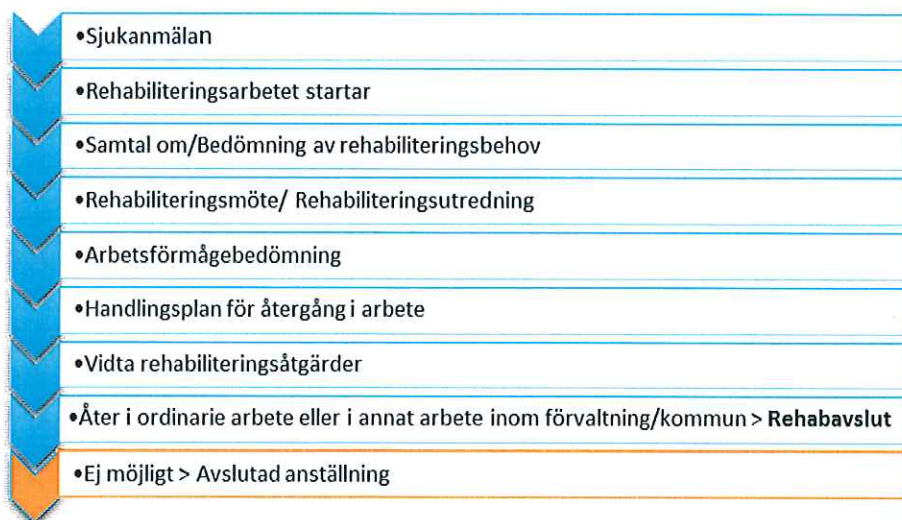 •Sjukanmälan
•Rehabiliteringsarbetet startar
•Samtal om/Bedömning av rehabiliteringsbehov
•Rehabiliteringsmöte/ Rehabiliteringsutredning
•Arbetsförmågebedömning
•Handlingsplan för återgång i arbete
•Vidta rehabiliteringsåtgärder
•Åter i ordinarie arbete eller i annat arbete inom förvaltning/kommun > Rehabavslut
•Ej möjligt > Avslutad anställning